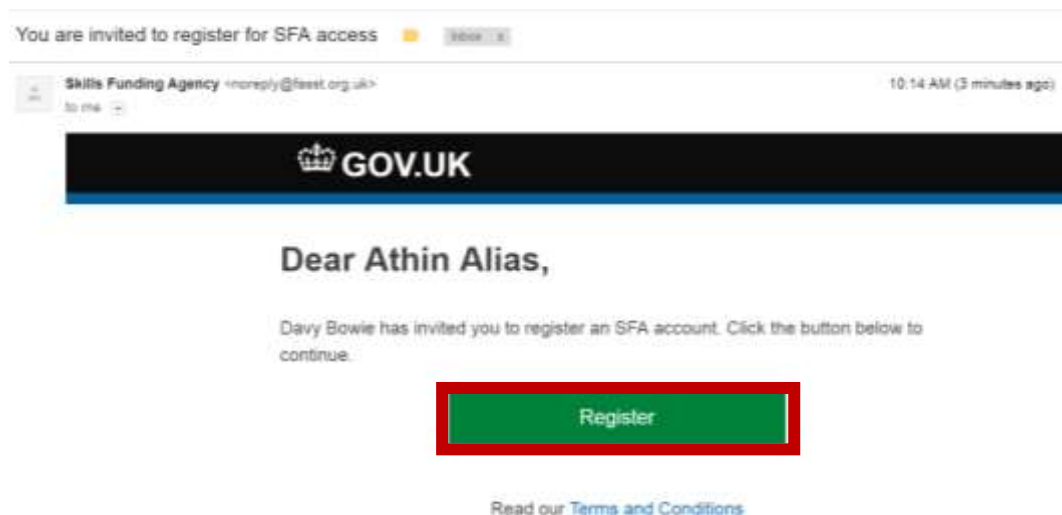 You are invited to register for SFA access Inbox x
Skills Funding Agency <noreply@feast.org.uk> 10:14 AM (3 minutes ago)
to me
GOV.UK
Dear Athin Alias,
Davy Bowie has invited you to register an SFA account. Click the button below to
continue.
Register
Read our Terms and Conditions